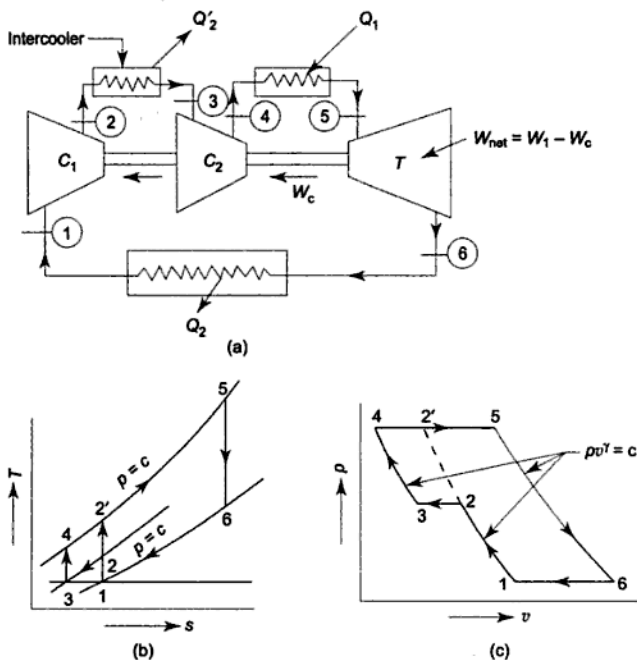 Q′2
Intercooler
Q1
2
3
4
5
C1
C2
T
Wnet = W1 − Wc
Wc
1
6
Q2
(a)
T
5
p = c
4
2′
p = c
6
2
3
1
s
(b)
p
4
2′
5
pvγ = c
3
2
1
6
v
(c)